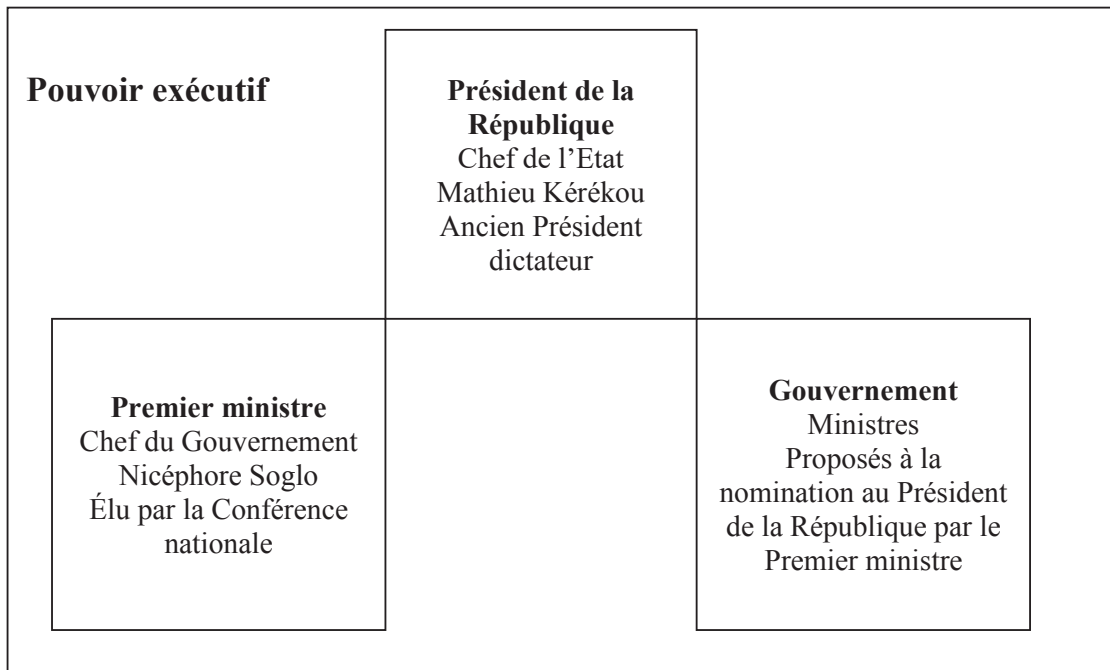 Pouvoir exécutif
Président de la
République
Chef de l’Etat
Mathieu Kérékou
Ancien Président
dictateur
Premier ministre
Chef du Gouvernement
Nicéphore Soglo
Élu par la Conférence
nationale
Gouvernement
Ministres
Proposés à la
nomination au Président
de la République par le
Premier ministre